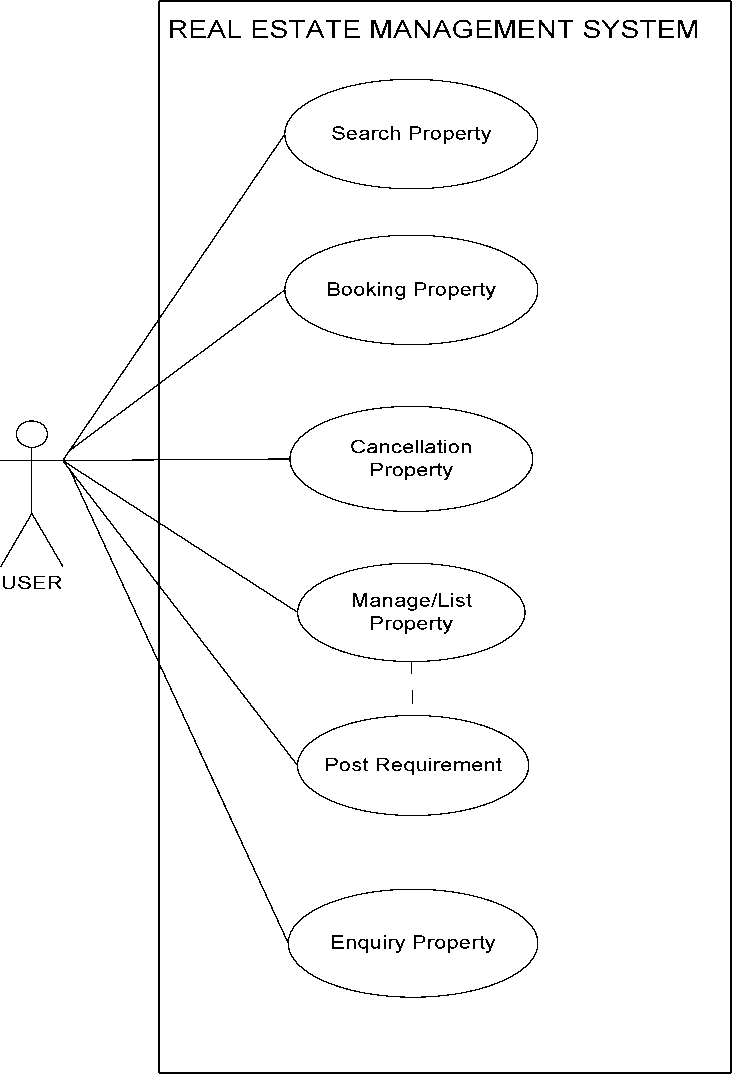 REAL ESTATE MANAGEMENT SYSTEM
Search Property
Booking Property
Cancellation
Property
USER
Manage/List
Property
Post Requirement
Enquiry Property